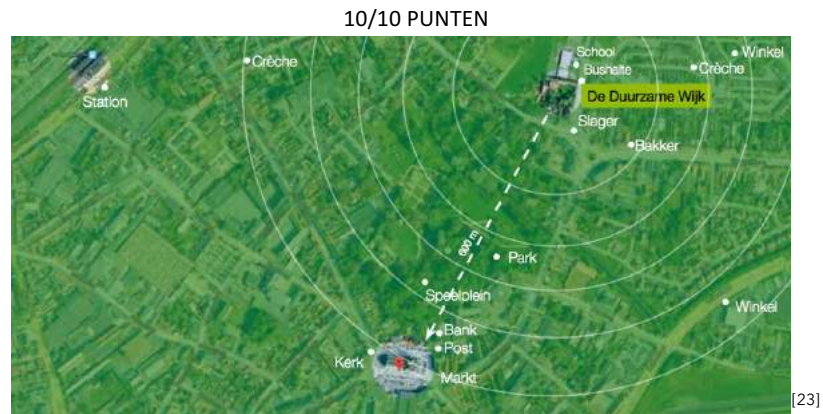 10/10 PUNTEN
School
Winkel
Crèche
Bushalte
Crèche
De Duurzame Wijk
Station
Slager
Bakker
600 m
Park
Speelplein
Winkel
Bank
Post
Kerk
Markt
[23]